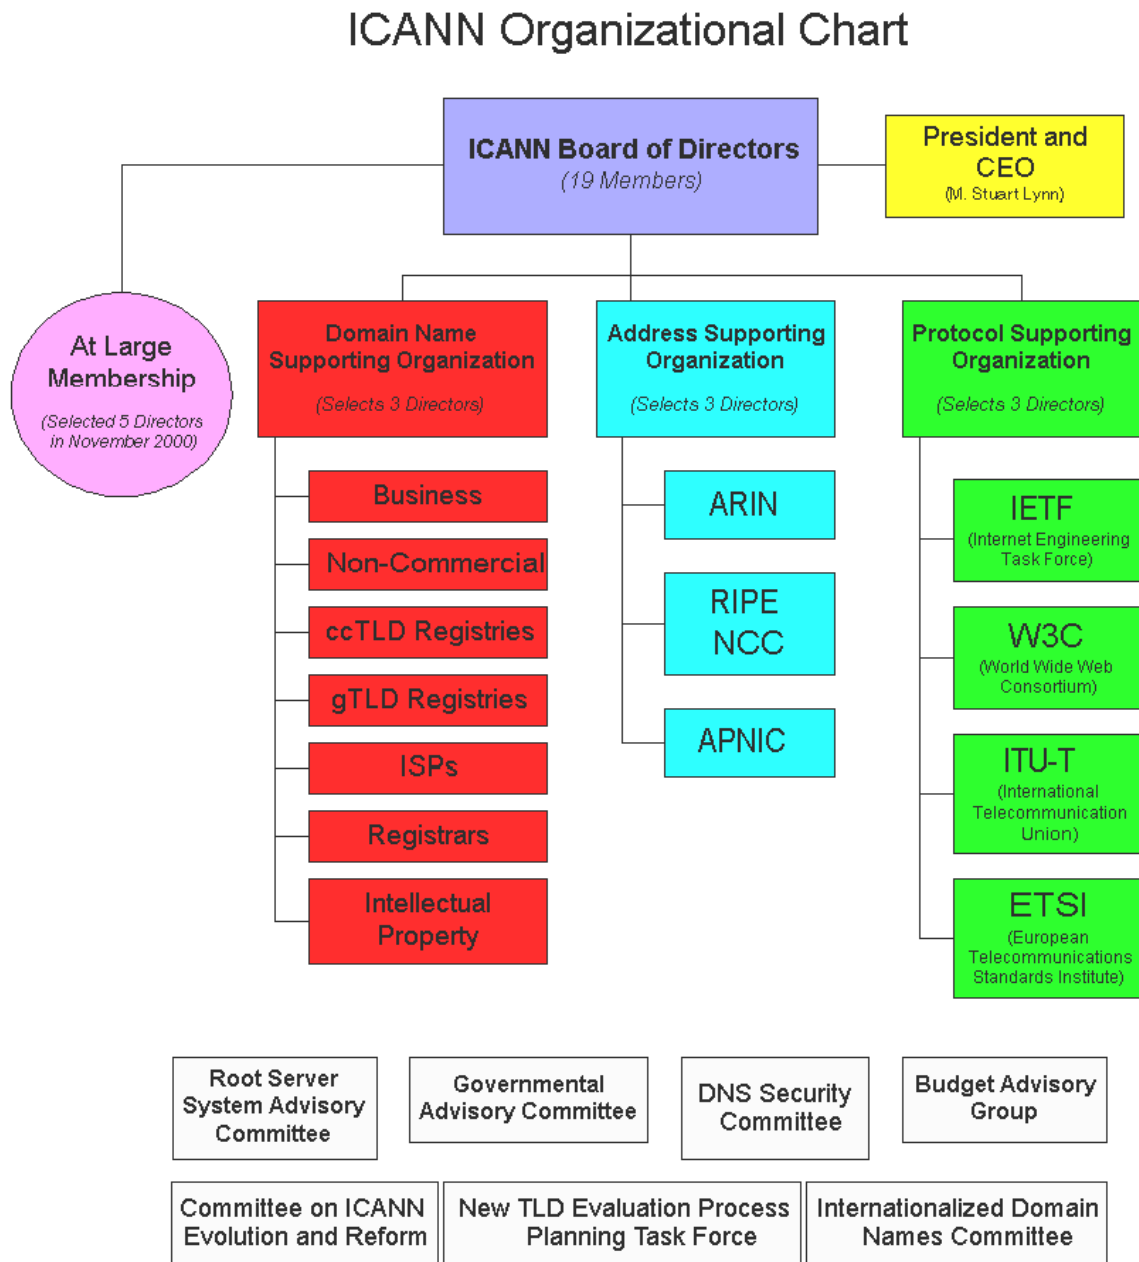 ICANN Organizational Chart
ICANN Board of Directors
(19 Members)
President and
CEO
(M. Stuart Lynn)
At Large
Membership
(Selected 5 Directors
in November 2000)
Domain Name
Supporting Organization
(Selects 3 Directors)
Address Supporting
Organization
(Selects 3 Directors)
Protocol Supporting
Organization
(Selects 3 Directors)
Business
Non-Commercial
ccTLD Registries
gTLD Registries
ISPs
Registrars
Intellectual
Property
ARIN
RIPE
NCC
APNIC
IETF
(Internet Engineering
Task Force)
W3C
(World Wide Web
Consortium)
ITU-T
(International
Telecommunication
Union)
ETSI
(European
Telecommunications
Standards Institute)
Root Server
System Advisory
Committee
Governmental
Advisory Committee
DNS Security
Committee
Budget Advisory
Group
Committee on ICANN
Evolution and Reform
New TLD Evaluation Process
Planning Task Force
Internationalized Domain
Names Committee